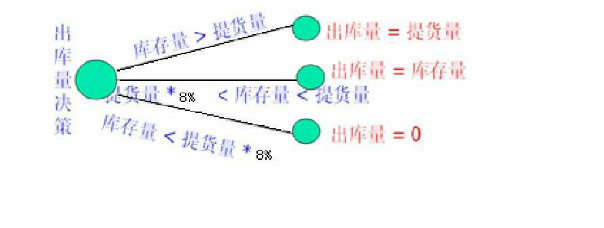 出库量决策
库存量 > 提货量
出库量 = 提货量
出库量 = 库存量
提货量 * 8% < 库存量 < 提货量
库存量 < 提货量 * 8%
出库量 = 0